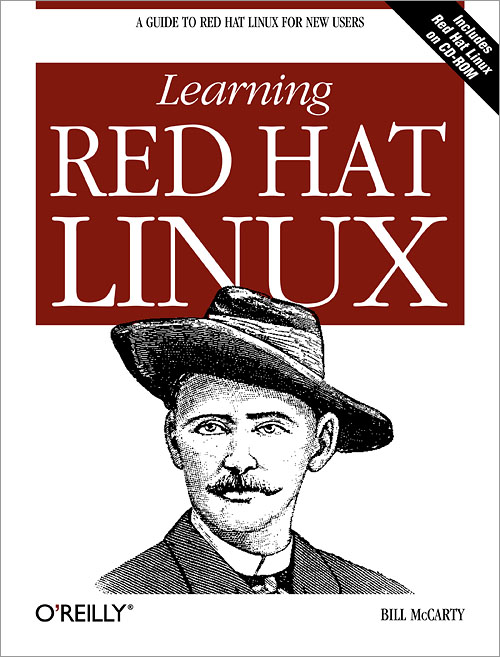 A GUIDE TO RED HAT LINUX FOR NEW USERS
Includes
Red Hat Linux
on CD-ROM
Learning
RED HAT
LINUX
O'REILLY®
BILL McCARTY